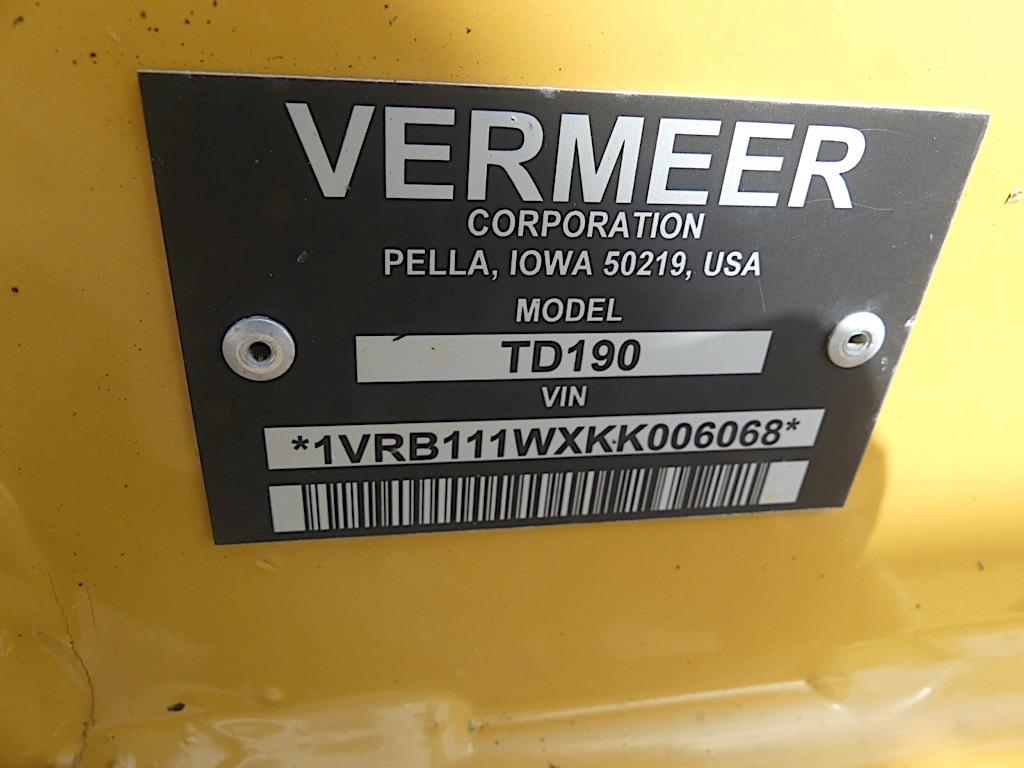 VERMEER
CORPORATION
PELLA, IOWA 50219, USA
MODEL
TD190
VIN
*1VRB111WXKK006068*